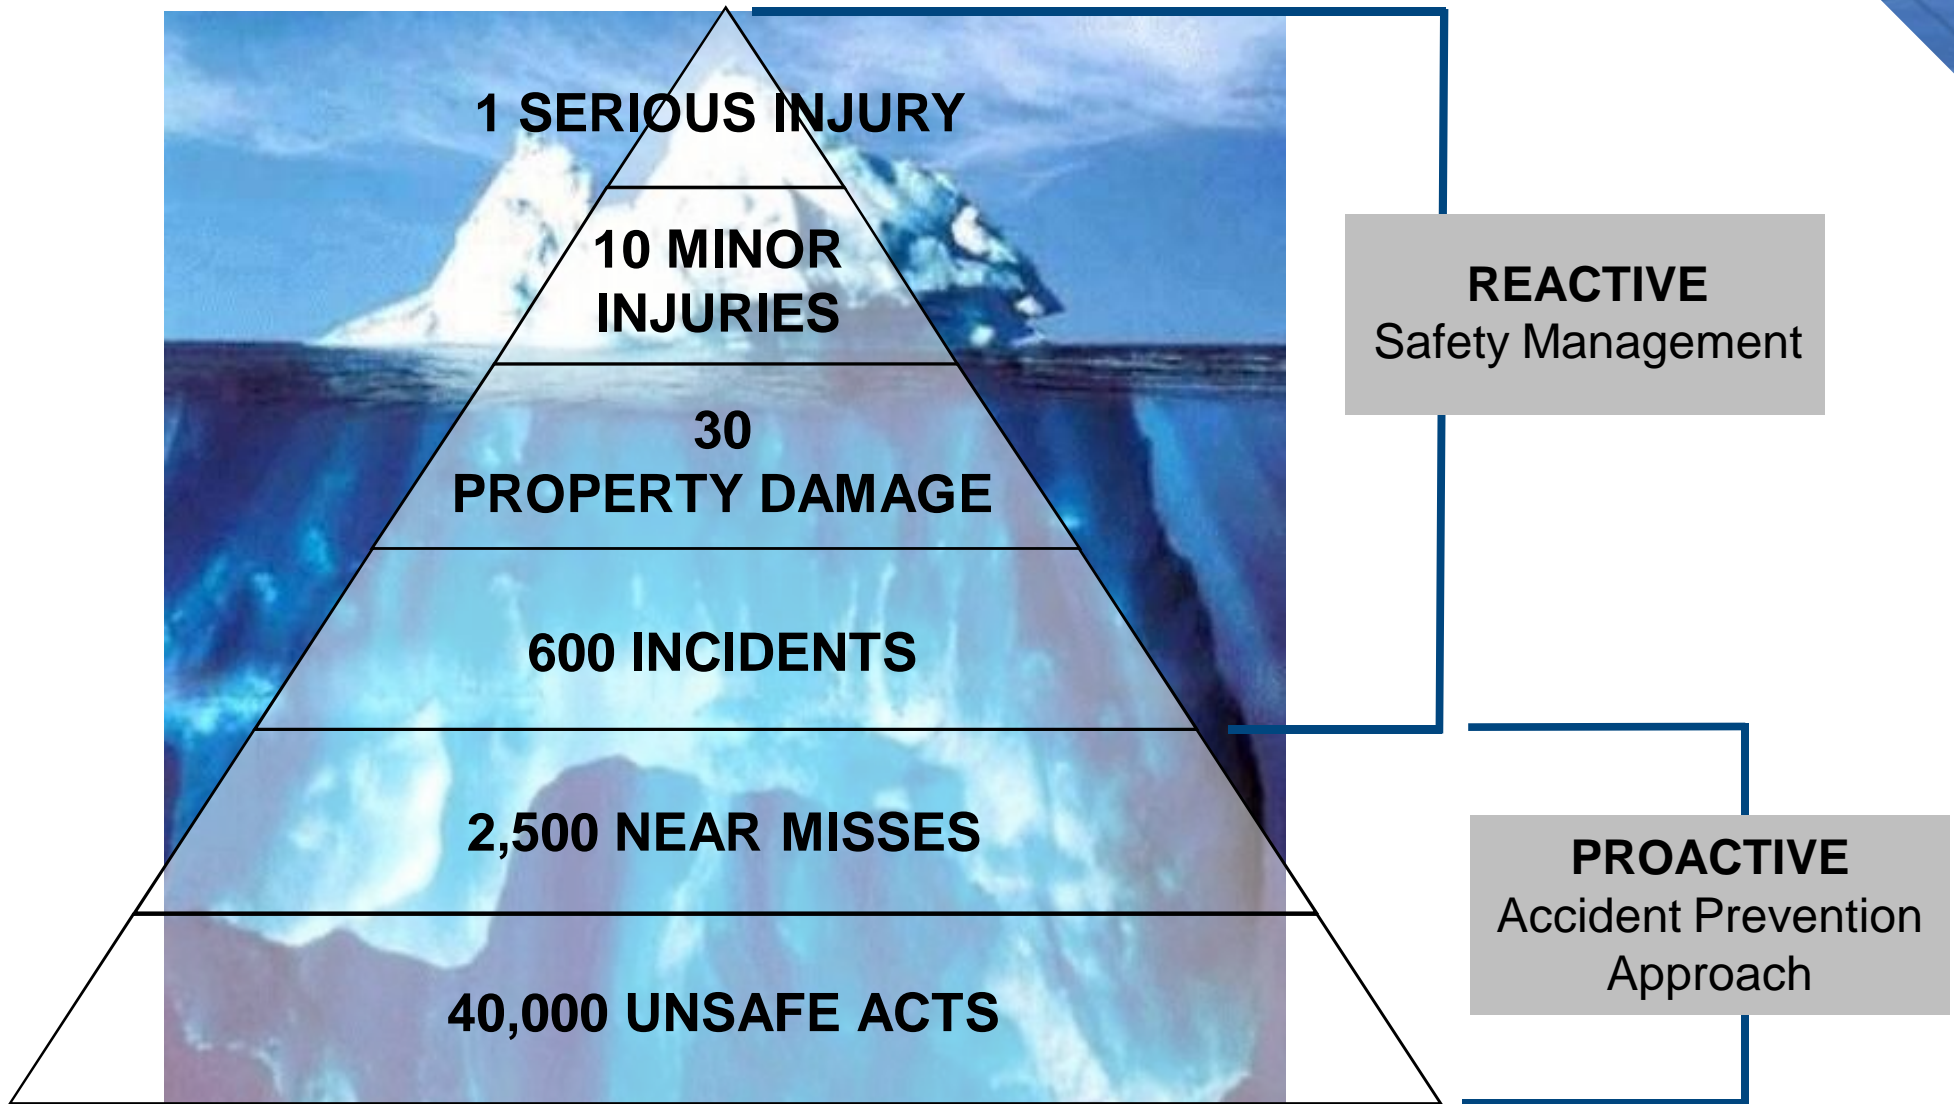 1 SERIOUS INJURY
10 MINOR
INJURIES
30
PROPERTY DAMAGE
600 INCIDENTS
2,500 NEAR MISSES
40,000 UNSAFE ACTS
REACTIVE
Safety Management
PROACTIVE
Accident Prevention
Approach